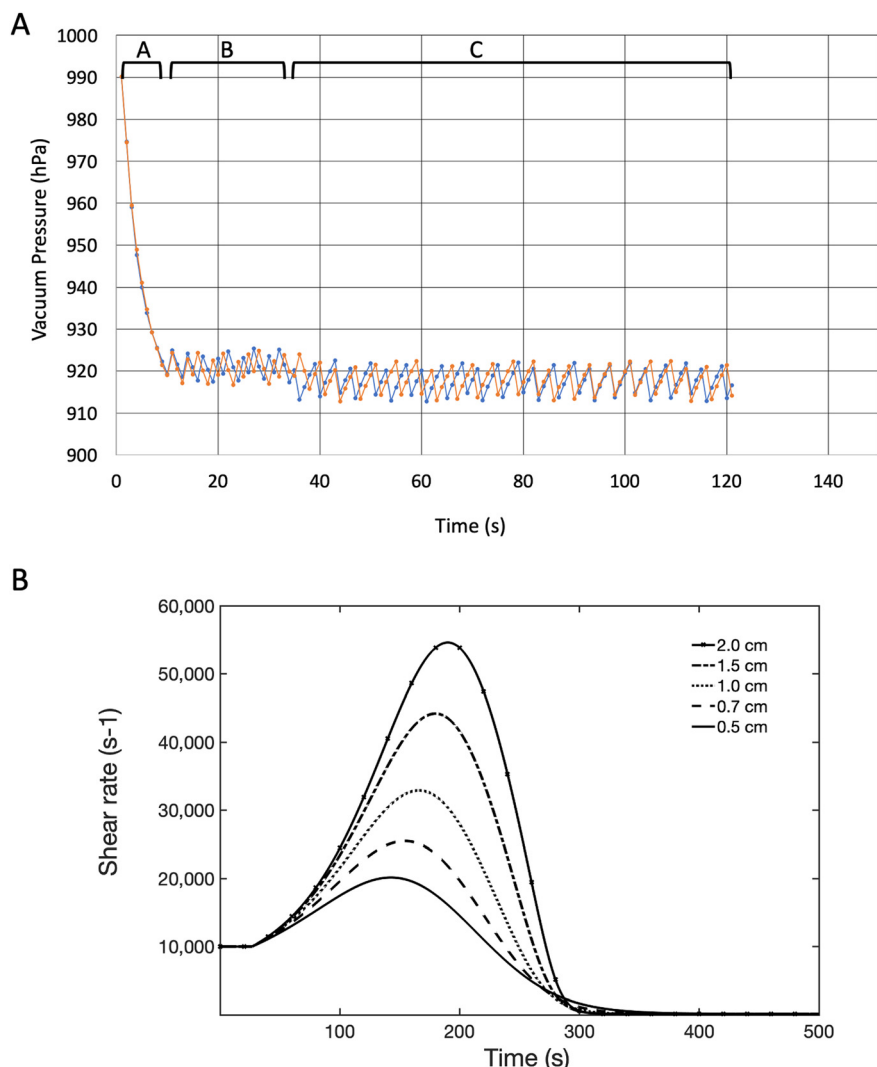 A
1000
990
980
970
960
950
940
930
920
910
900
A
B
C
Vacuum Pressure (hPa)
0 20 40 60 80 100 120 140
Time (s)
B
60,000
50,000
40,000
30,000
20,000
10,000
Shear rate (s-1)
2.0 cm
1.5 cm
1.0 cm
0.7 cm
0.5 cm
100 200 300 400 500
Time (s)